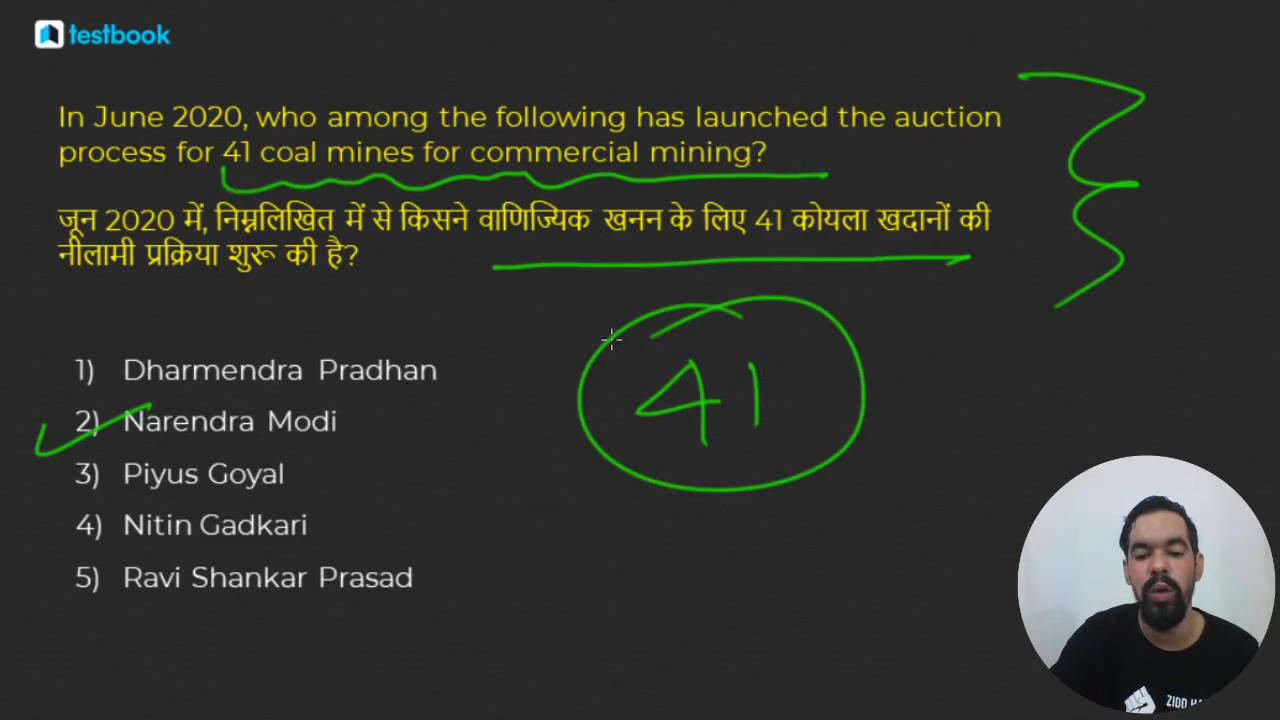 testbook
In June 2020, who among the following has launched the auction
process for 41 coal mines for commercial mining?
जून 2020 में, निम्नलिखित में से किसने वाणिज्यिक खनन के लिए 41 कोयला खदानों की
नीलामी प्रक्रिया शुरू की है?
1) Dharmendra Pradhan
2) Narendra Modi
3) Piyus Goyal
4) Nitin Gadkari
5) Ravi Shankar Prasad
41
ZIDD